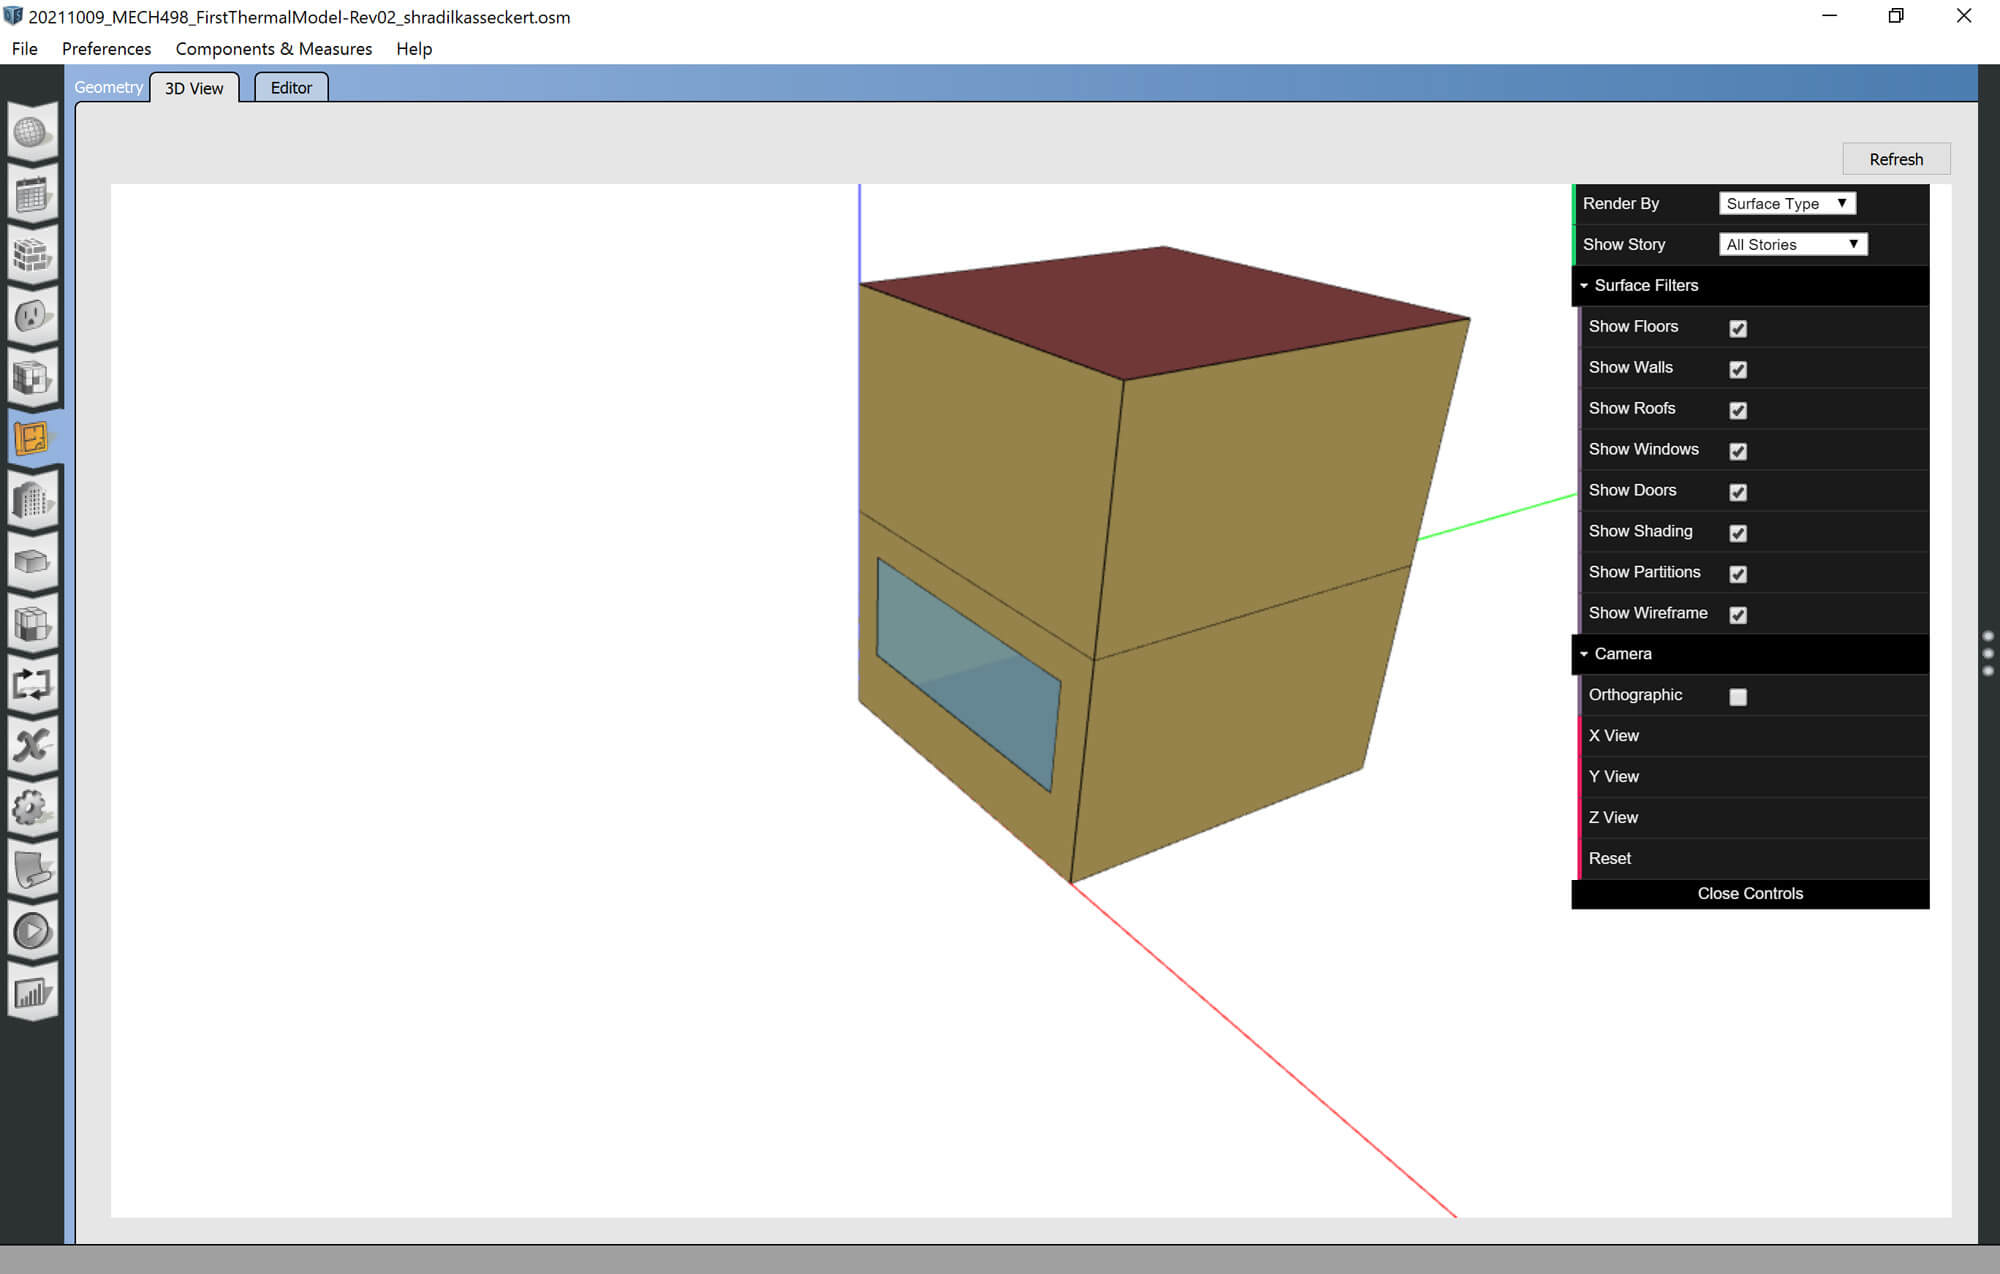 20211009_MECH498_FirstThermalModel-Rev02_shradilkasseckert.osm
File Preferences Components & Measures Help
Geometry 3D View Editor
Refresh
Render By Surface Type
Show Story All Stories
Surface Filters
Show Floors
Show Walls
Show Roofs
Show Windows
Show Doors
Show Shading
Show Partitions
Show Wireframe
Camera
Orthographic
X View
Y View
Z View
Reset
Close Controls